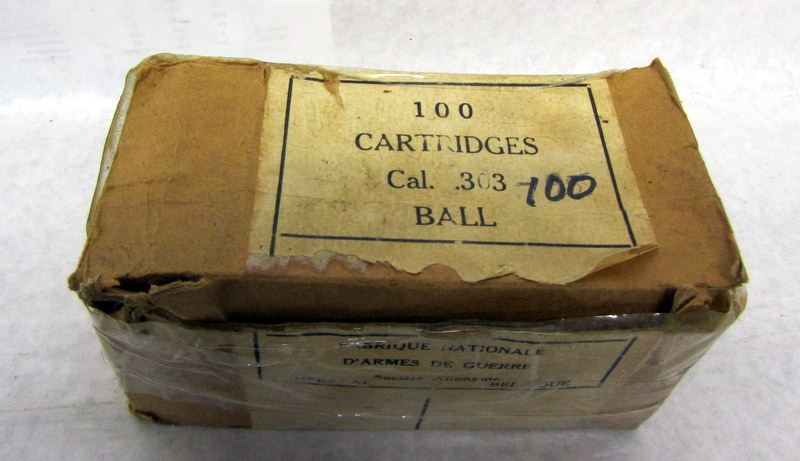 100
CARTRIDGES
Cal. .303 100
BALL
FABRIQUE NATIONALE
D'ARMES DE GUERRE
Société Anonyme